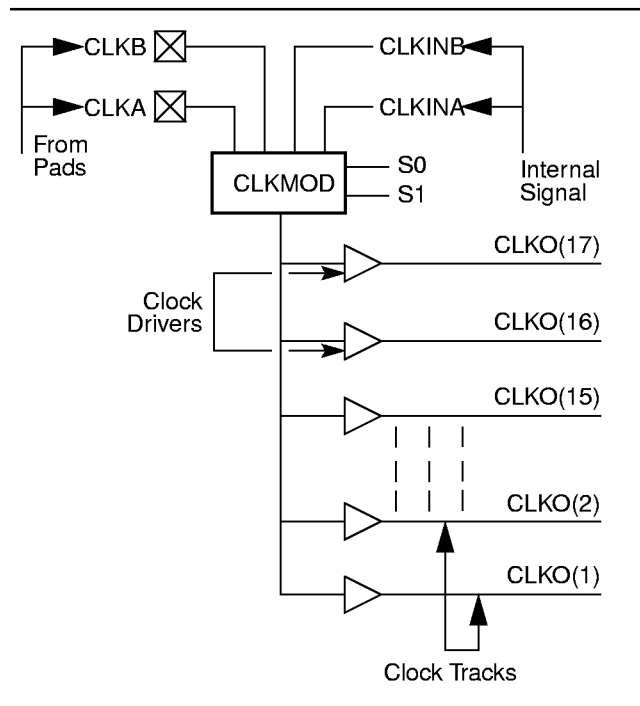 CLKB
CLKINB
CLKA
CLKINA
From
Pads
CLKMOD
S0
S1
Internal
Signal
CLKO(17)
Clock
Drivers
CLKO(16)
CLKO(15)
CLKO(2)
CLKO(1)
Clock Tracks